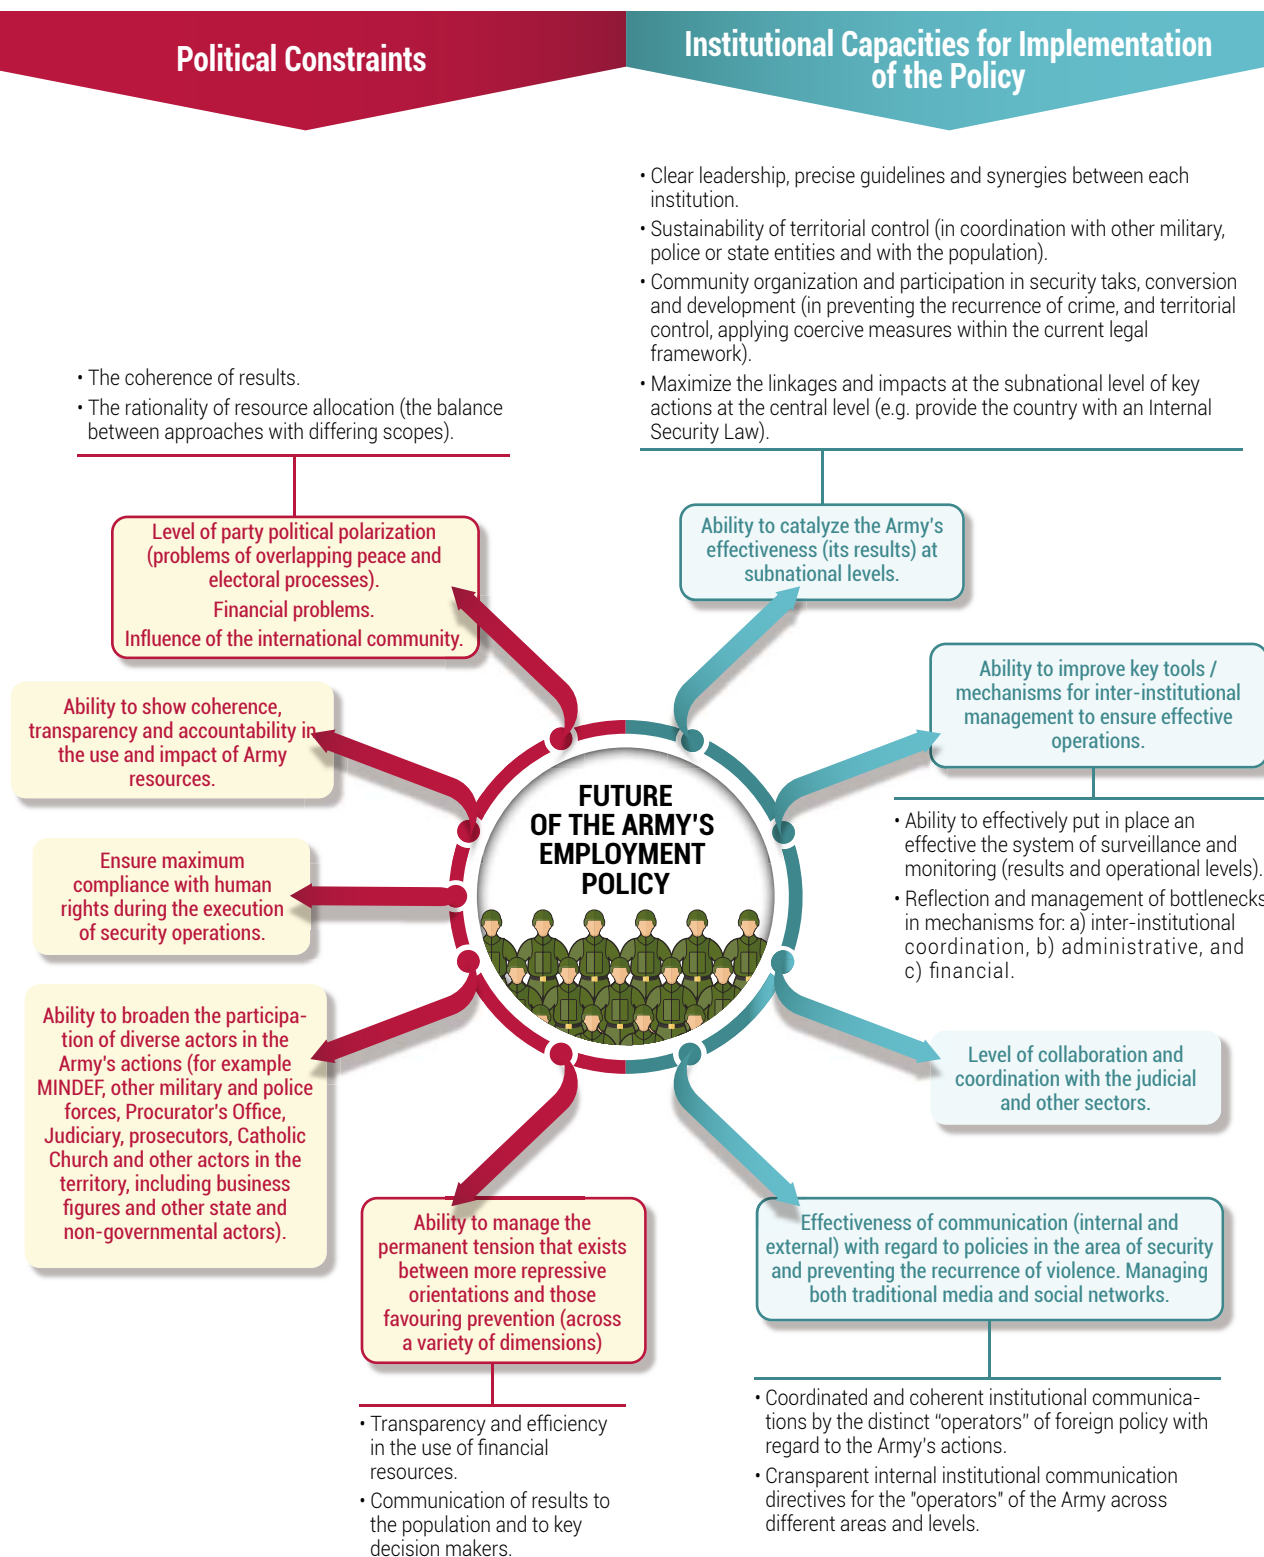 Political Constraints
Institutional Capacities for Implementation
of the Policy
• Clear leadership, precise guidelines and synergies between each
institution.
• Sustainability of territorial control (in coordination with other military,
police or state entities and with the population).
• Community organization and participation in security taks, conversion
and development (in preventing the recurrence of crime, and territorial
control, applying coercive measures within the current legal
framework).
• Maximize the linkages and impacts at the subnational level of key
actions at the central level (e.g. provide the country with an Internal
Security Law).
• The coherence of results.
• The rationality of resource allocation (the balance
between approaches with differing scopes).
Level of party political polarization
(problems of overlapping peace and
electoral processes).
Financial problems.
Influence of the international community.
Ability to catalyze the Army's
effectiveness (its results) at
subnational levels.
Ability to show coherence,
transparency and accountability in
the use and impact of Army
resources.
Ability to improve key tools /
mechanisms for inter-institutional
management to ensure effective
operations.
FUTURE
OF THE ARMY'S
EMPLOYMENT
POLICY
• Ability to effectively put in place an
effective the system of surveillance and
monitoring (results and operational levels).
• Reflection and management of bottlenecks
in mechanisms for: a) inter-institutional
coordination, b) administrative, and
c) financial.
Ensure maximum
compliance with human
rights during the execution
of security operations.
Ability to broaden the participa-
tion of diverse actors in the
Army's actions (for example
MINDEF, other military and police
forces, Procurator's Office,
Judiciary, prosecutors, Catholic
Church and other actors in the
territory, including business
figures and other state and
non-governmental actors).
Level of collaboration and
coordination with the judicial
and other sectors.
Ability to manage the
permanent tension that exists
between more repressive
orientations and those
favouring prevention (across
a variety of dimensions)
Effectiveness of communication (internal and
external) with regard to policies in the area of security
and preventing the recurrence of violence. Managing
both traditional media and social networks.
• Transparency and efficiency
in the use of financial
resources.
• Communication of results to
the population and to key
decision makers.
• Coordinated and coherent institutional communica-
tions by the distinct “operators” of foreign policy with
regard to the Army's actions.
• Cransparent internal institutional communication
directives for the "operators" of the Army across
different areas and levels.